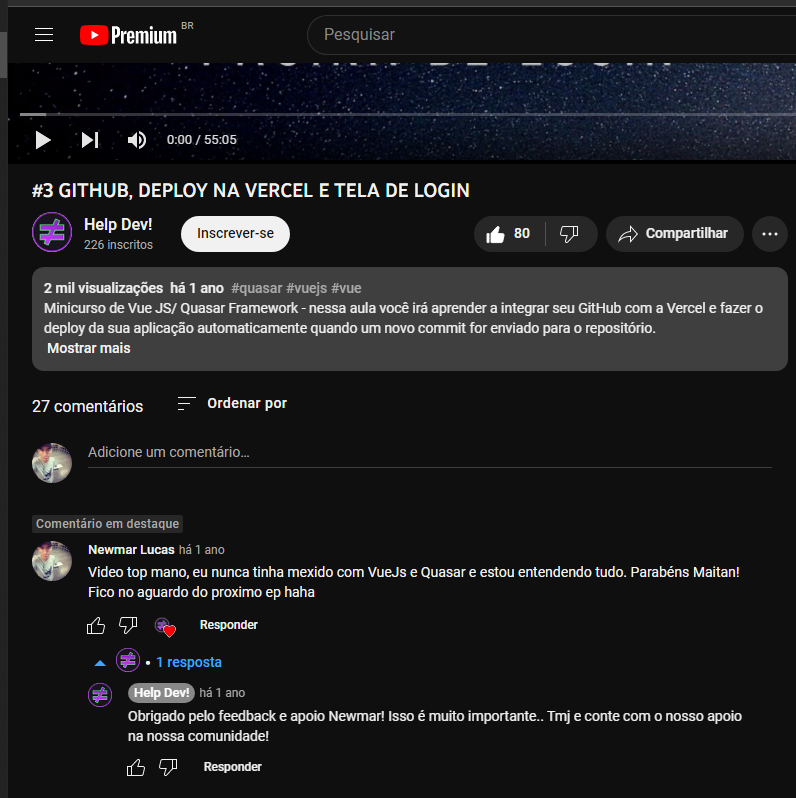 Premium BR
Pesquisar
0:00 / 55:05
#3 GITHUB, DEPLOY NA VERCEL E TELA DE LOGIN
Help Dev!
226 inscritos
Inscrever-se
80
Compartilhar
2 mil visualizações há 1 ano #quasar #vuejs #vue
Minicurso de Vue JS/ Quasar Framework - nessa aula você irá aprender a integrar seu GitHub com a Vercel e fazer o
deploy da sua aplicação automaticamente quando um novo commit for enviado para o repositório.
Mostrar mais
27 comentários
Ordenar por
Adicione um comentário...
Comentário em destaque
Newmar Lucas há 1 ano
Video top mano, eu nunca tinha mexido com VueJs e Quasar e estou entendendo tudo. Parabéns Maitan!
Fico no aguardo do proximo ep haha
Responder
• 1 resposta
Help Dev! há 1 ano
Obrigado pelo feedback e apoio Newmar! Isso é muito importante.. Tmj e conte com o nosso apoio
na nossa comunidade!
Responder